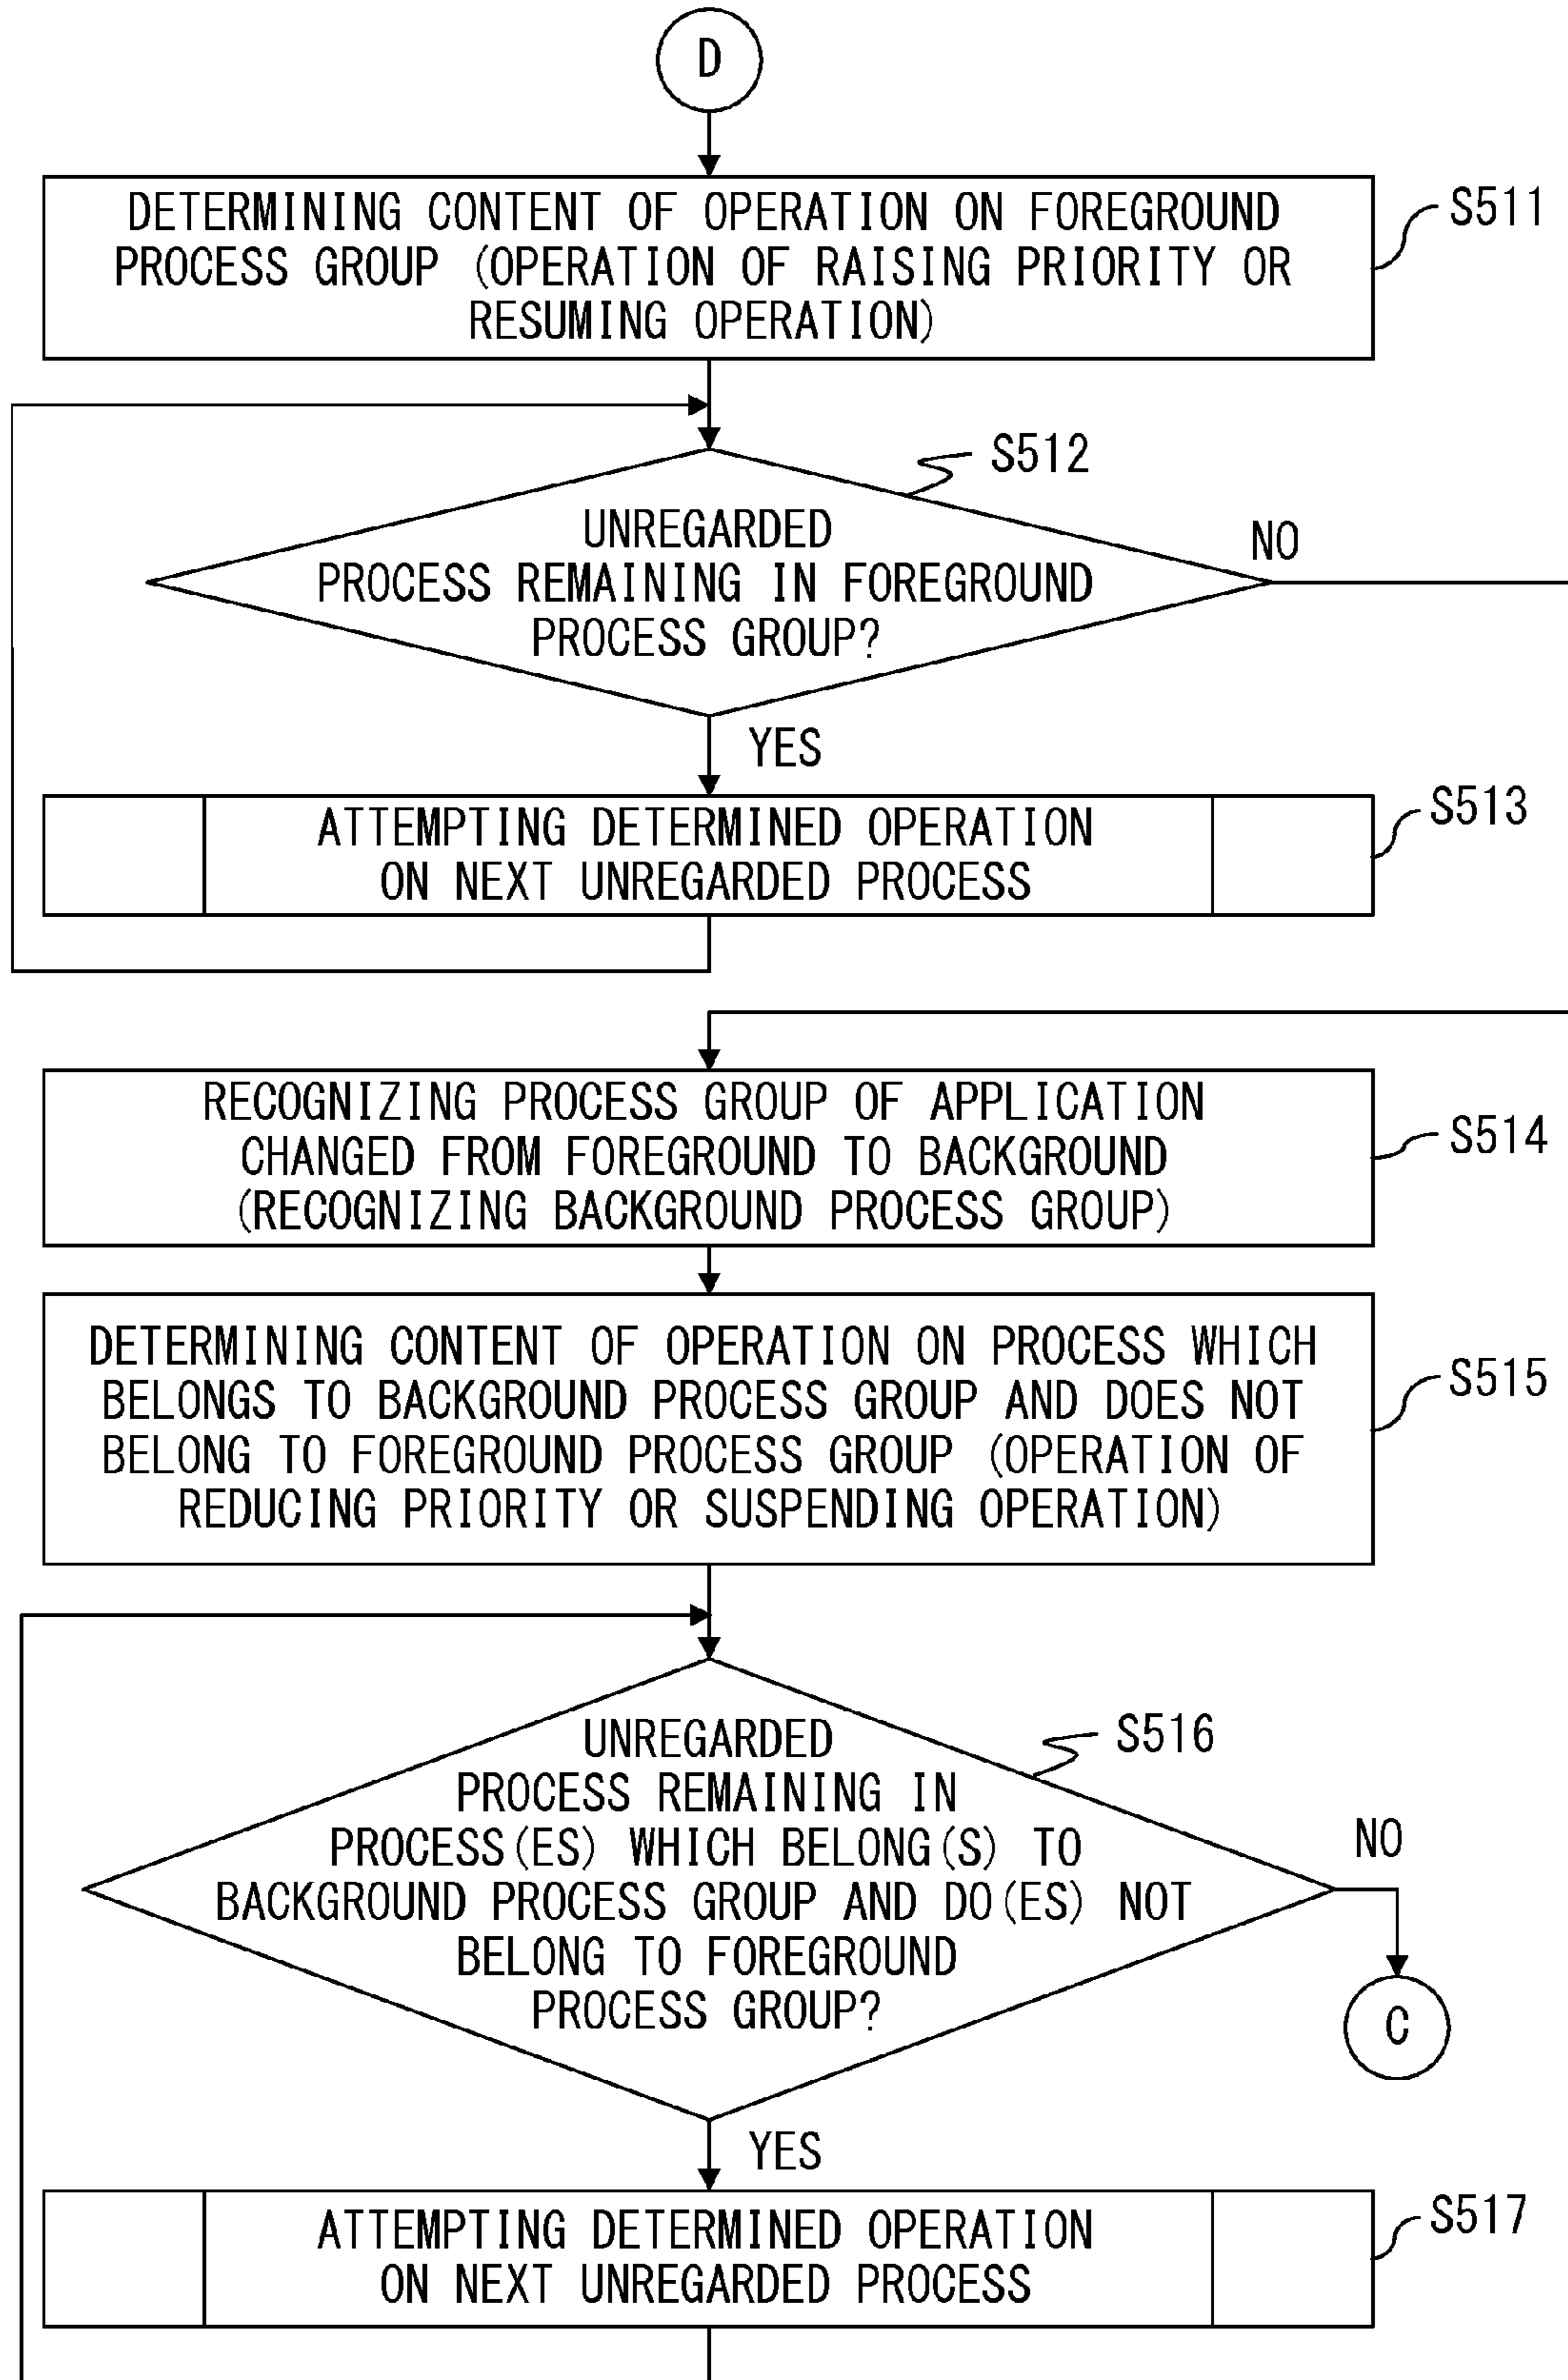 D
DETERMINING CONTENT OF OPERATION ON FOREGROUND
PROCESS GROUP (OPERATION OF RAISING PRIORITY OR
RESUMING OPERATION)
S511
S512
UNREGARDED
PROCESS REMAINING IN FOREGROUND
PROCESS GROUP?
NO
YES
ATTEMPTING DETERMINED OPERATION
ON NEXT UNREGARDED PROCESS
S513
RECOGNIZING PROCESS GROUP OF APPLICATION
CHANGED FROM FOREGROUND TO BACKGROUND
(RECOGNIZING BACKGROUND PROCESS GROUP)
S514
DETERMINING CONTENT OF OPERATION ON PROCESS WHICH
BELONGS TO BACKGROUND PROCESS GROUP AND DOES NOT
BELONG TO FOREGROUND PROCESS GROUP (OPERATION OF
REDUCING PRIORITY OR SUSPENDING OPERATION)
S515
S516
UNREGARDED
PROCESS REMAINING IN
PROCESS(ES) WHICH BELONG(S) TO
BACKGROUND PROCESS GROUP AND DO(ES) NOT
BELONG TO FOREGROUND
PROCESS GROUP?
NO
C
YES
ATTEMPTING DETERMINED OPERATION
ON NEXT UNREGARDED PROCESS
S517